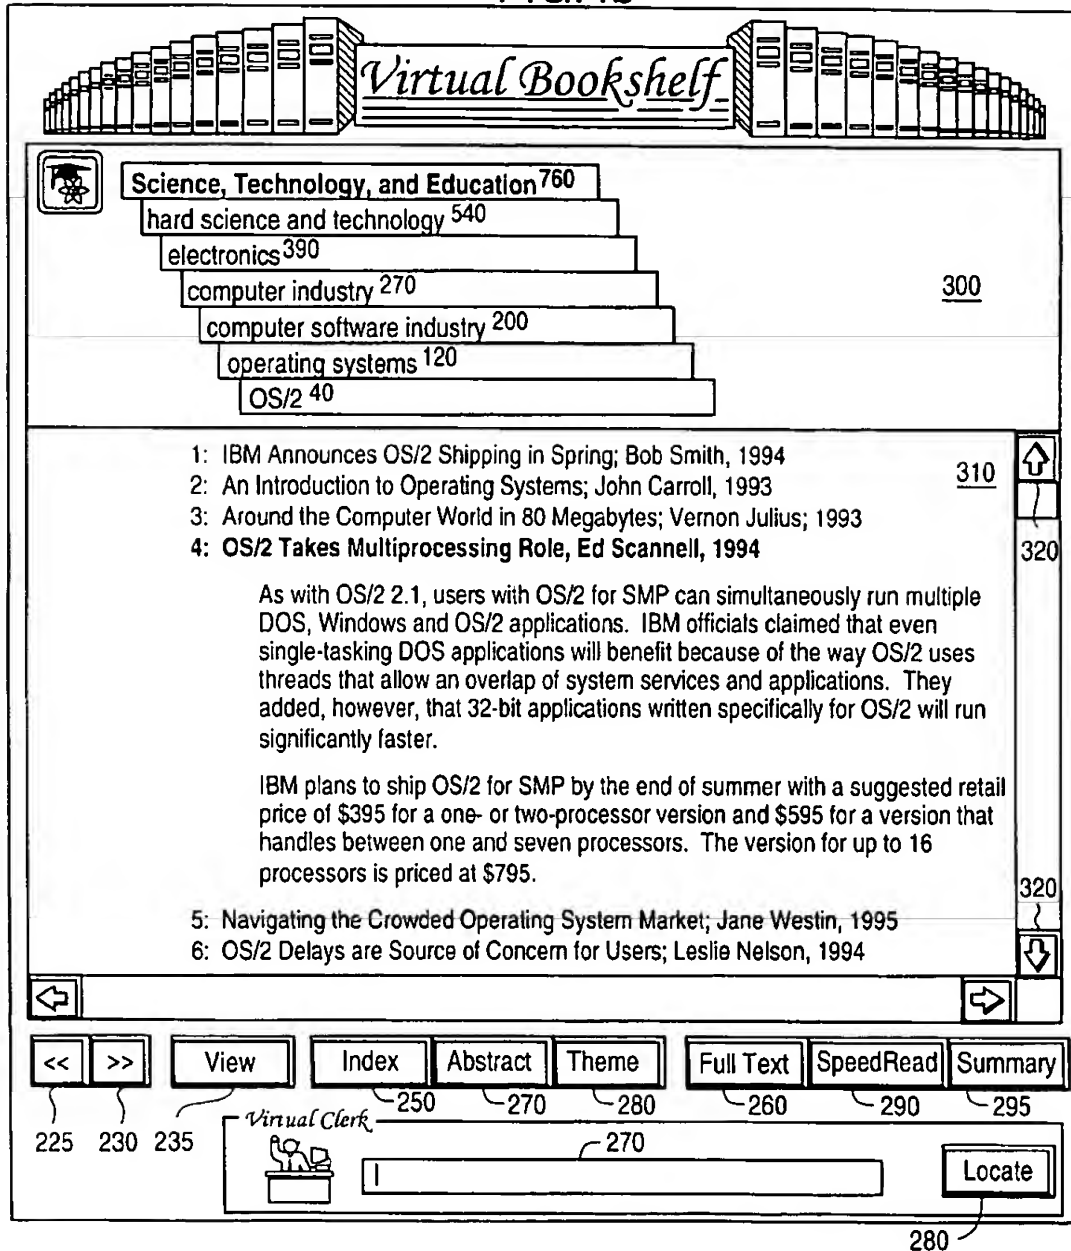 Virtual Bookshelf
Science, Technology, and Education 760
hard science and technology 540
electronics 390
computer industry 270
300
computer software industry 200
operating systems 120
OS/2 40
1: IBM Announces OS/2 Shipping in Spring; Bob Smith, 1994
310
2: An Introduction to Operating Systems; John Carroll, 1993
3: Around the Computer World in 80 Megabytes; Vernon Julius; 1993
4: OS/2 Takes Multiprocessing Role, Ed Scannell, 1994
320
As with OS/2 2.1, users with OS/2 for SMP can simultaneously run multiple
DOS, Windows and OS/2 applications. IBM officials claimed that even
single-tasking DOS applications will benefit because of the way OS/2 uses
threads that allow an overlap of system services and applications. They
added, however, that 32-bit applications written specifically for OS/2 will run
significantly faster.
IBM plans to ship OS/2 for SMP by the end of summer with a suggested retail
price of $395 for a one- or two-processor version and $595 for a version that
handles between one and seven processors. The version for up to 16
processors is priced at $795.
320
5: Navigating the Crowded Operating System Market; Jane Westin, 1995
6: OS/2 Delays are Source of Concern for Users; Leslie Nelson, 1994
<< >> View Index Abstract Theme Full Text SpeedRead Summary
250 270 280 260 290 295
225 230 235
Virtual Clerk
270
Locate
280